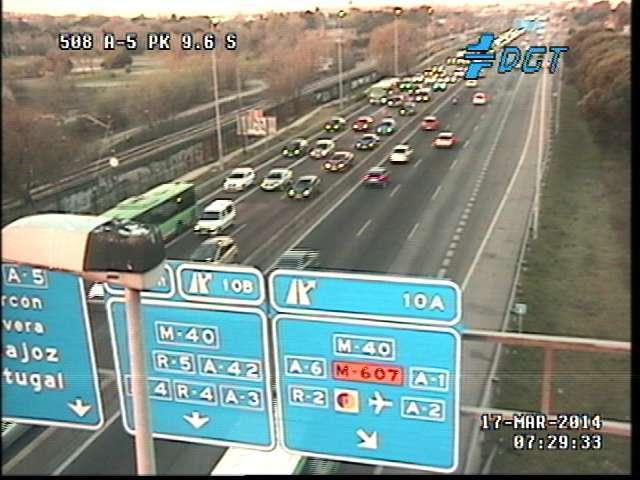 508 A-5 PK 9.6 S
DGT
A-5
rcón
vera
ajoz
tugal
10B
M-40
R-5 A-42
4 R-4 A-3
10A
M-40
A-6 M-607 A-1
R-2 A-2
17-MAR-2014
07:29:33